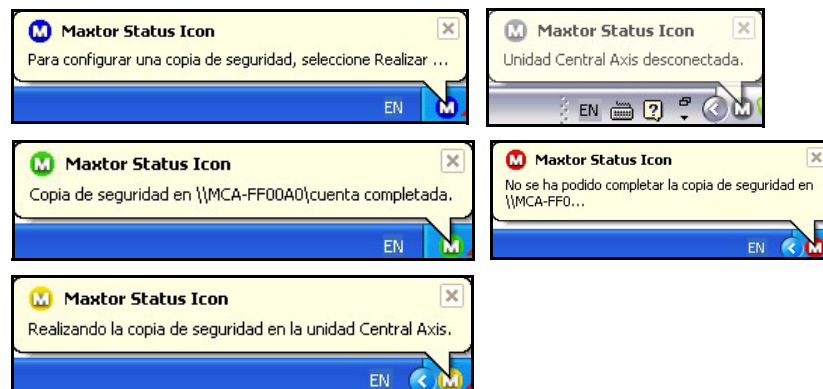 M Maxtor Status Icon
Para configurar una copia de seguridad, seleccione Realizar ...
EN M
M Maxtor Status Icon
Unidad Central Axis desconectada.
EN ? M
M Maxtor Status Icon
Copia de seguridad en \\MCA-FF00A0\cuenta completada.
EN M
M Maxtor Status Icon
No se ha podido completar la copia de seguridad en
\\MCA-FF0...
EN M
M Maxtor Status Icon
Realizando la copia de seguridad en la unidad Central Axis.
EN M